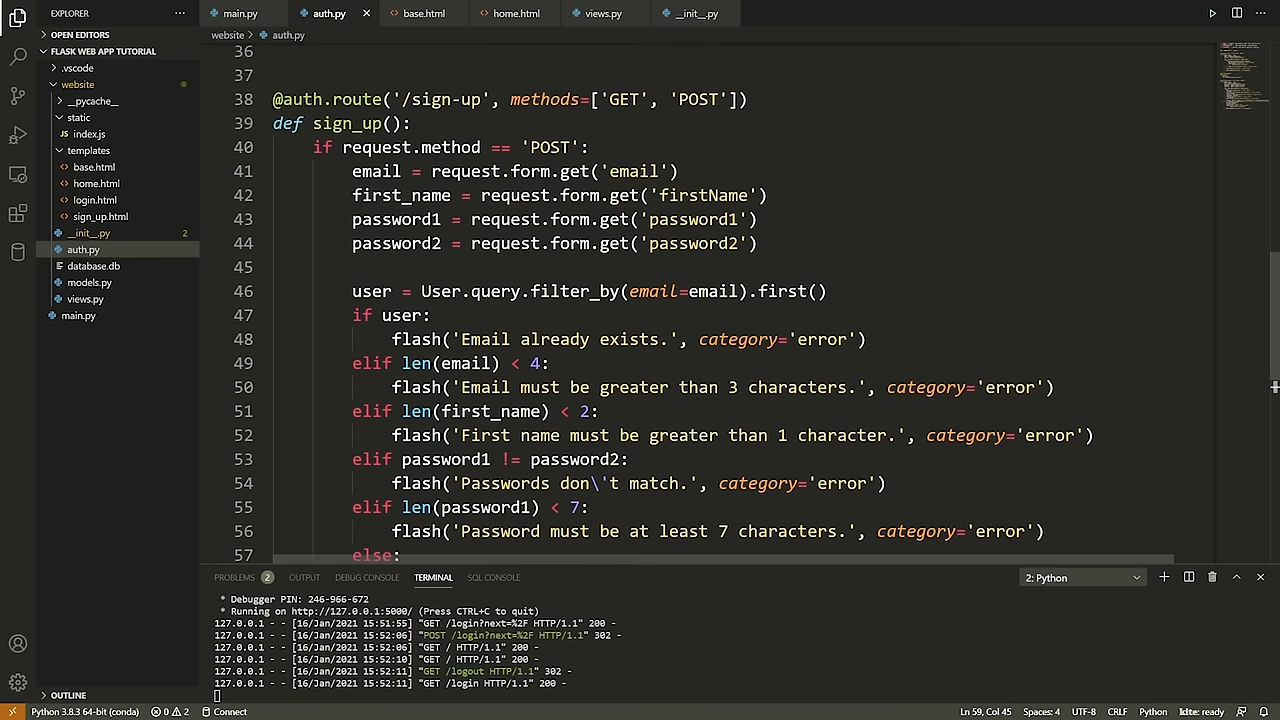 EXPLORER
main.py
auth.py
base.html
home.html
views.py
__init__.py
OPEN EDITORS
FLASK WEB APP TUTORIAL
.vscode
website
__pycache__
static
JS index.js
templates
base.html
home.html
login.html
sign_up.html
__init__.py 2
auth.py
database.db
models.py
views.py
main.py
OUTLINE
website > auth.py
36
37
38 @auth.route('/sign-up', methods=['GET', 'POST'])
39 def sign_up():
40 if request.method == 'POST':
41 email = request.form.get('email')
42 first_name = request.form.get('firstName')
43 password1 = request.form.get('password1')
44 password2 = request.form.get('password2')
45
46 user = User.query.filter_by(email=email).first()
47 if user:
48 flash('Email already exists.', category='error')
49 elif len(email) < 4:
50 flash('Email must be greater than 3 characters.', category='error')
51 elif len(first_name) < 2:
52 flash('First name must be greater than 1 character.', category='error')
53 elif password1 != password2:
54 flash('Passwords don\'t match.', category='error')
55 elif len(password1) < 7:
56 flash('Password must be at least 7 characters.', category='error')
57 else:
PROBLEMS 2 OUTPUT DEBUG CONSOLE TERMINAL SQL CONSOLE 2: Python
* Debugger PIN: 246-966-672
* Running on http://127.0.0.1:5000/ (Press CTRL+C to quit)
127.0.0.1 - - [16/Jan/2021 15:51:55] "GET /login?next=%2F HTTP/1.1" 200 -
127.0.0.1 - - [16/Jan/2021 15:52:06] "POST /login?next=%2F HTTP/1.1" 302 -
127.0.0.1 - - [16/Jan/2021 15:52:06] "GET / HTTP/1.1" 200 -
127.0.0.1 - - [16/Jan/2021 15:52:10] "GET / HTTP/1.1" 200 -
127.0.0.1 - - [16/Jan/2021 15:52:11] "GET /logout HTTP/1.1" 302 -
127.0.0.1 - - [16/Jan/2021 15:52:11] "GET /login HTTP/1.1" 200 -
Python 3.8.3 64-bit (conda) 0 2 Connect Ln 59, Col 45 Spaces: 4 UTF-8 CRLF Python kite: ready